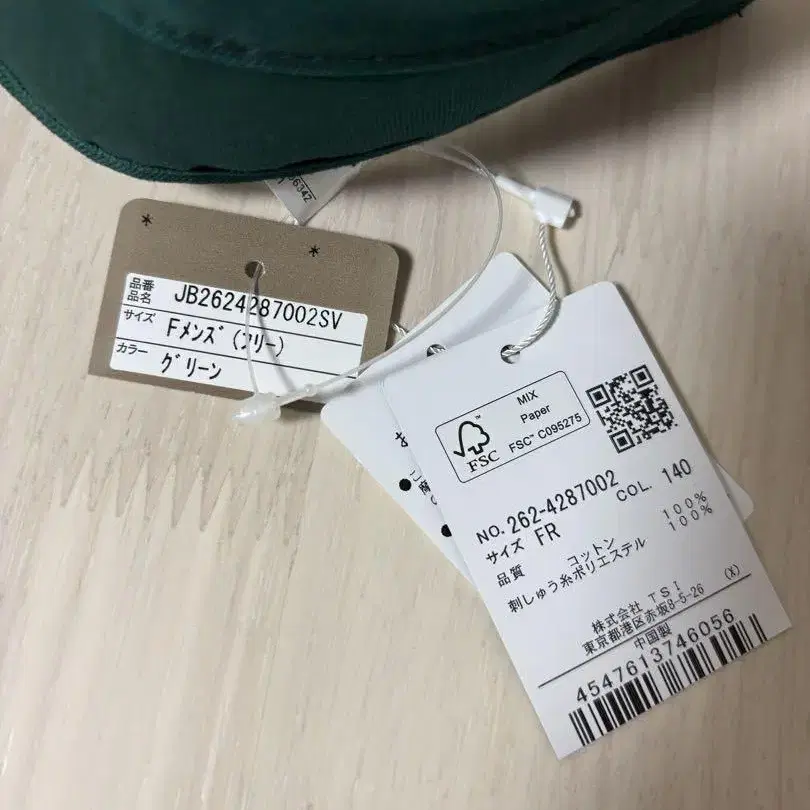 6342
品番
品名 JB2624287002SV
サイズ Fメンズ(フリー)
カラー グリーン
MIX
Paper
FSC™ C095275
FSC
NO. 262-4287002 COL. 140
サイズ FR
品質 コットン 100%
刺しゅう糸ポリエステル 100%
株式会社 TSI
東京都港区赤坂8-5-26 (X)
中国製
4547613746056